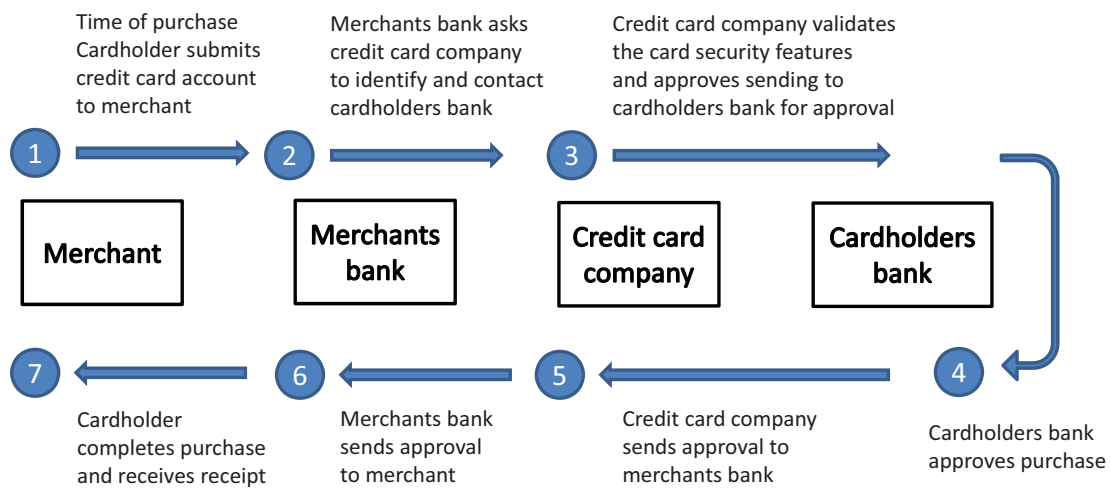 Time of purchase
Cardholder submits
credit card account
to merchant
Merchants bank asks
credit card company
to identify and contact
cardholders bank
Credit card company validates
the card security features
and approves sending to
cardholders bank for approval
1
2
3
Merchant
Merchants
bank
Credit card
company
Cardholders
bank
7
6
5
4
Cardholder
completes purchase
and receives receipt
Merchants bank
sends approval
to merchant
Credit card company
sends approval to
merchants bank
Cardholders bank
approves purchase